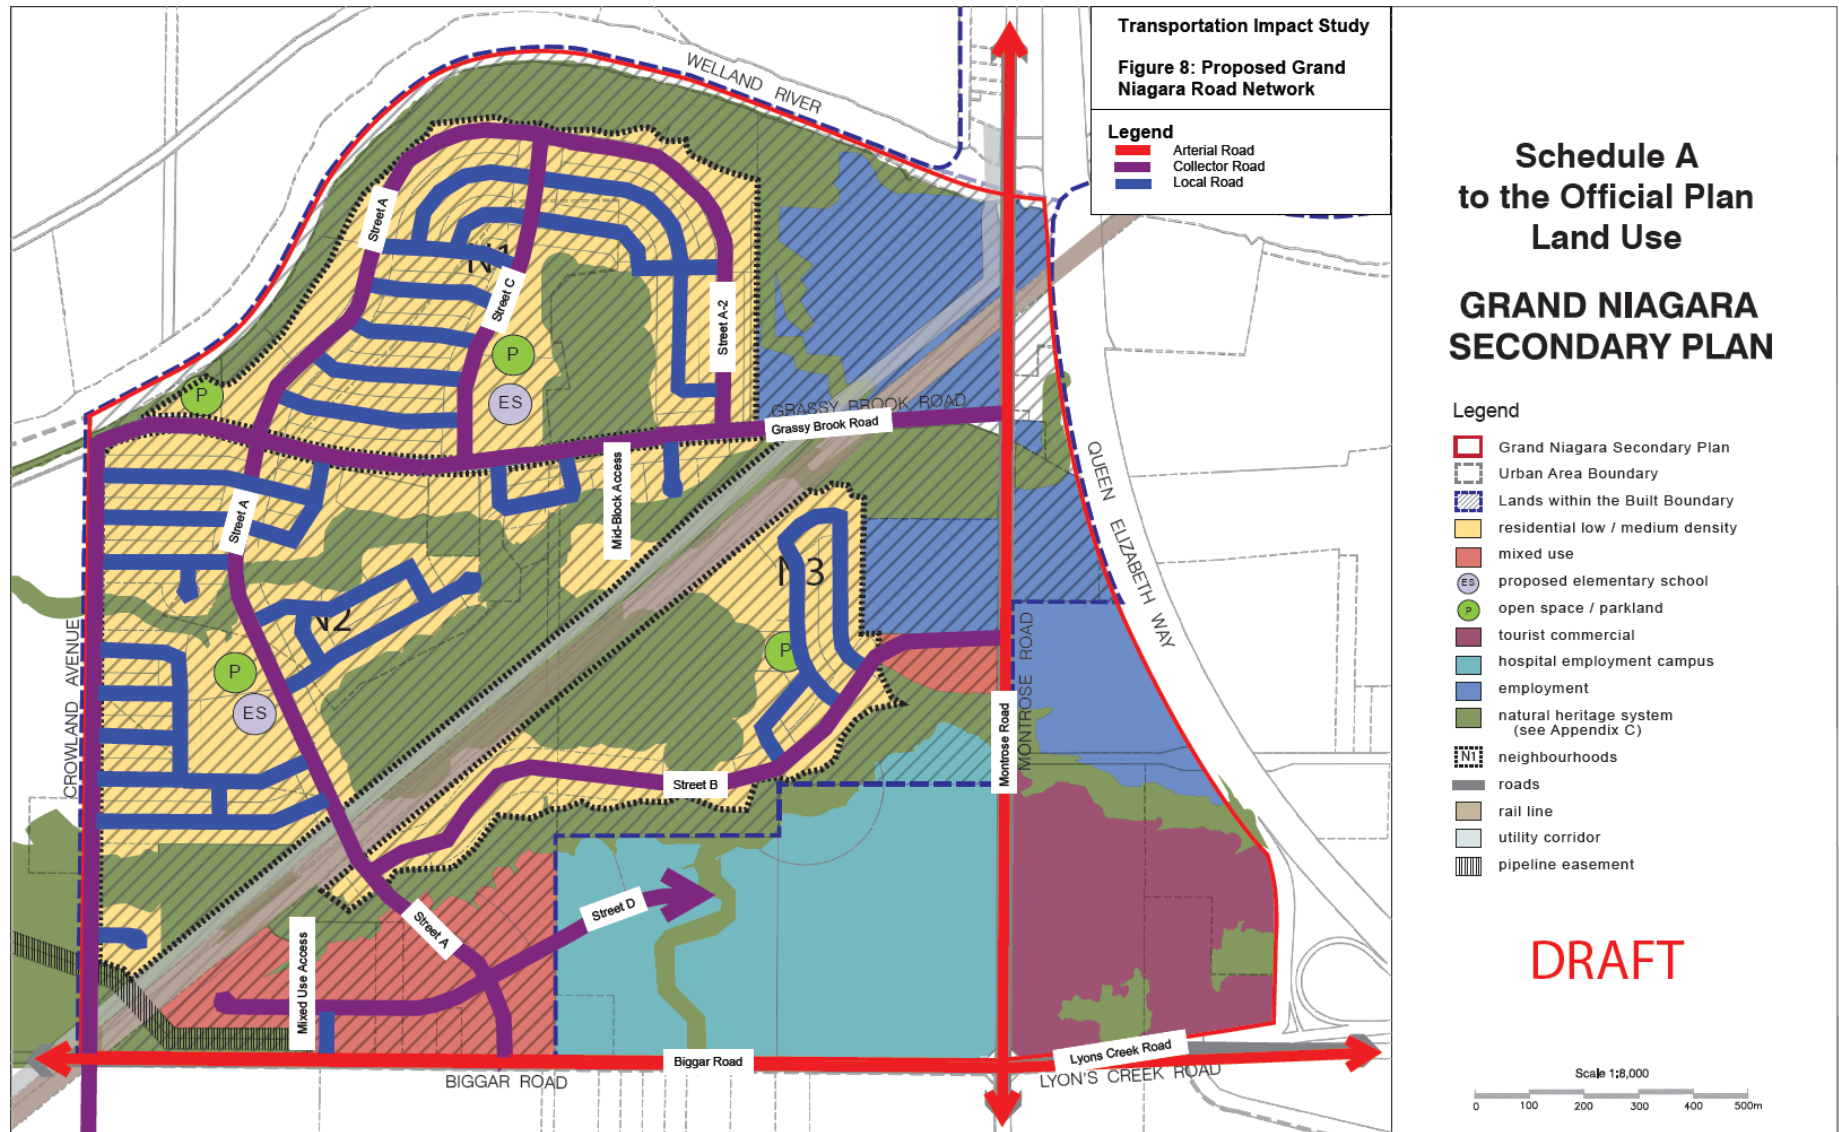 Transportation Impact Study
Figure 8: Proposed Grand
Niagara Road Network
Legend
Arterial Road
Collector Road
Local Road
WELLAND RIVER
Street A
N1
Street C
Street A-2
P
ES
P
GRASSY BROOK ROAD
Grassy Brook Road
Mid-Block Access
Street A
N2
N3
P
ES
P
CROWLAND AVENUE
QUEEN ELIZABETH WAY
MONTROSE ROAD
Montrose Road
Street B
Street D
Street A
Mixed Use Access
Biggar Road
BIGGAR ROAD
Lyons Creek Road
LYON'S CREEK ROAD
Schedule A
to the Official Plan
Land Use
GRAND NIAGARA
SECONDARY PLAN
Legend
Grand Niagara Secondary Plan
Urban Area Boundary
Lands within the Built Boundary
residential low / medium density
mixed use
ES proposed elementary school
P open space / parkland
tourist commercial
hospital employment campus
employment
natural heritage system
(see Appendix C)
N1 neighbourhoods
roads
rail line
utility corridor
pipeline easement
DRAFT
Scale 1:8,000
0 100 200 300 400 500m